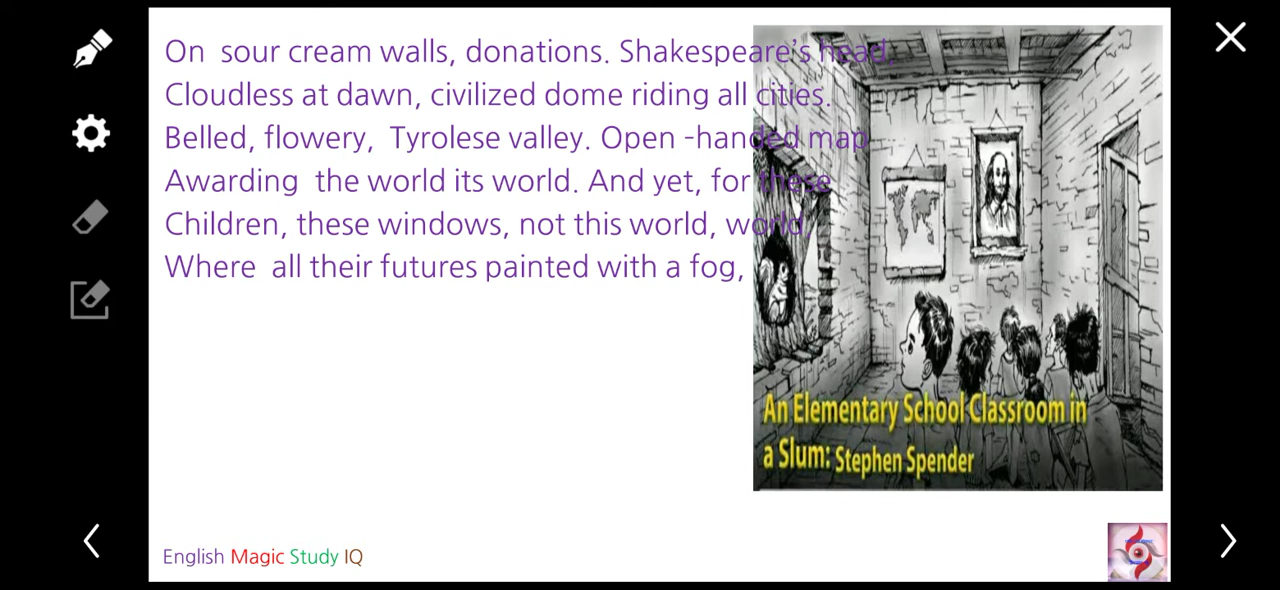 On sour cream walls, donations. Shakespeare's head.
Cloudless at dawn, civilized dome riding all cities.
Belled, flowery, Tyrolese valley. Open -handed map
Awarding the world its world. And yet, for these
Children, these windows, not this world, world
Where all their futures painted with a fog,
An Elementary School Classroom in
a Slum: Stephen Spender
English Magic Study IQ